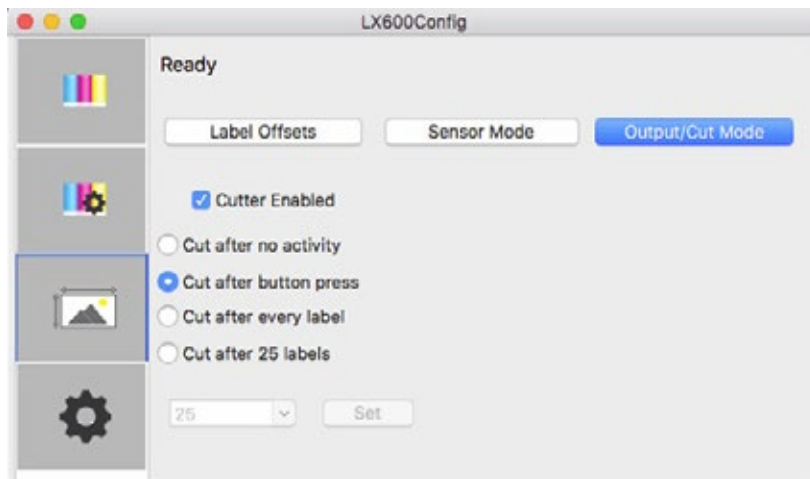 LX600Config
Ready
Label Offsets Sensor Mode Output/Cut Mode
Cutter Enabled
Cut after no activity
Cut after button press
Cut after every label
Cut after 25 labels
25 Set